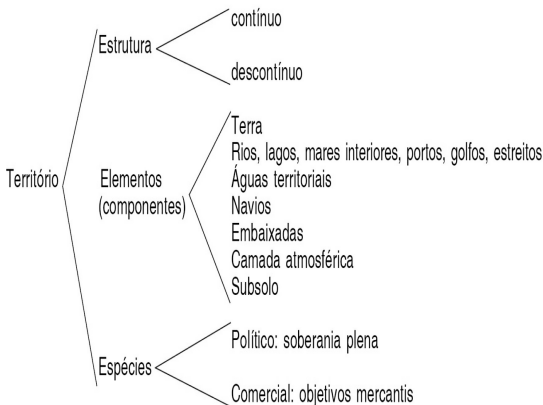 contínuo
Estrutura
descontínuo
Terra
Rios, lagos, mares interiores, portos, golfos, estreitos
Território
Elementos
(componentes)
Águas territoriais
Navios
Embaixadas
Camada atmosférica
Subsolo
Político: soberania plena
Espécies
Comercial: objetivos mercantis